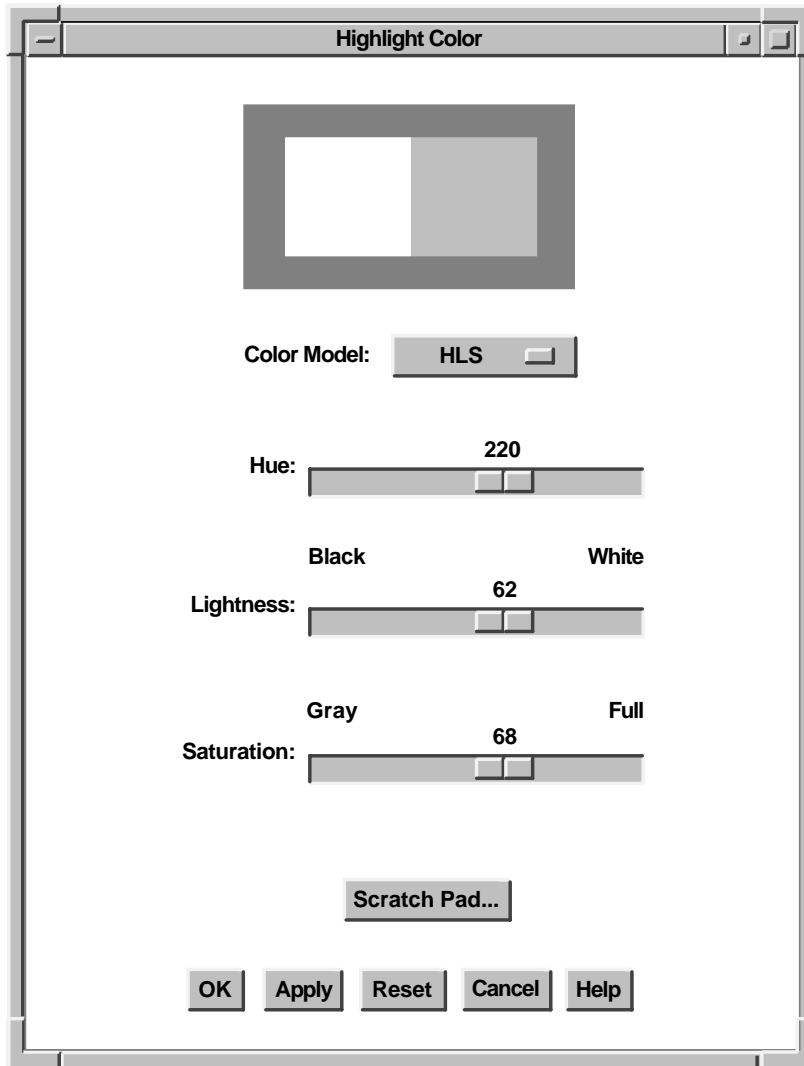 Highlight Color
Color Model: HLS
220
Hue:
Black White
62
Lightness:
Gray Full
68
Saturation:
Scratch Pad...
OK Apply Reset Cancel Help